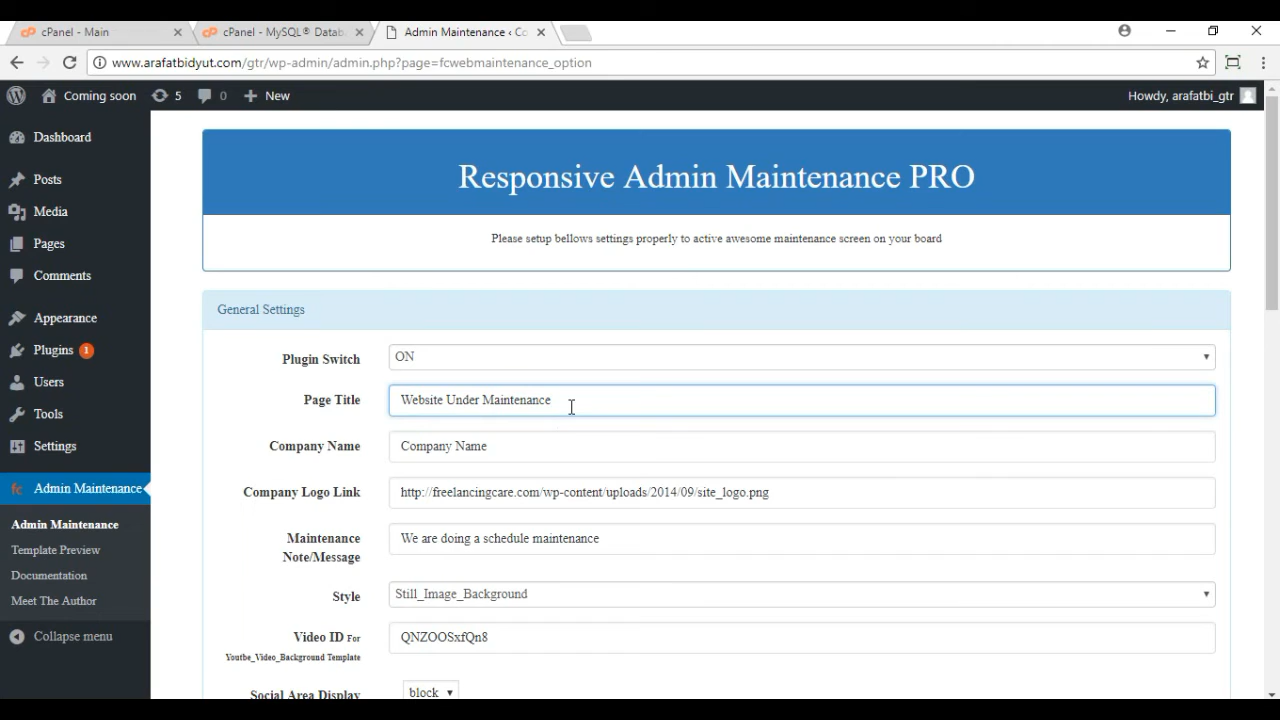 cPanel - Main
cPanel - MySQL® Datab
Admin Maintenance ‹ Co
www.arafatbidyut.com/gtr/wp-admin/admin.php?page=fcwebmaintenance_option
Coming soon 5 0 New Howdy, arafatbi_gtr
Dashboard
Posts
Media
Pages
Comments
Appearance
Plugins 1
Users
Tools
Settings
fc Admin Maintenance
Admin Maintenance
Template Preview
Documentation
Meet The Author
Collapse menu
Responsive Admin Maintenance PRO
Please setup bellows settings properly to active awesome maintenance screen on your board
General Settings
Plugin Switch ON
Page Title Website Under Maintenance
Company Name Company Name
Company Logo Link http://freelancingcare.com/wp-content/uploads/2014/09/site_logo.png
Maintenance We are doing a schedule maintenance
Note/Message
Style Still_Image_Background
Video ID For QNZOOSxfQn8
Youtbe_Video_Background Template
Social Area Display block